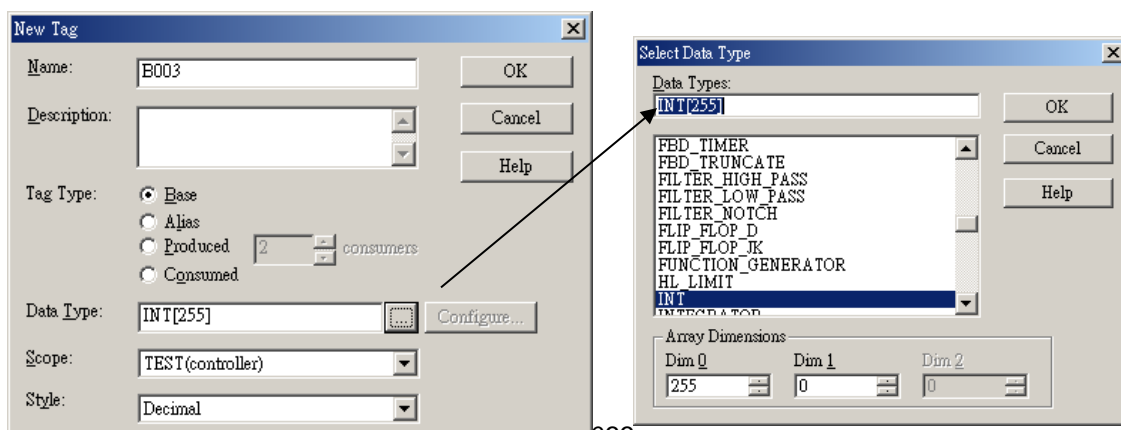 New Tag
Name: B003
OK
Description:
Cancel
Help
Tag Type: Base
Alias
Produced 2 consumers
Consumed
Data Type: INT[255] ... Configure...
Scope: TEST(controller)
Style: Decimal
Select Data Type
Data Types:
INT[255]
OK
FBD_TIMER
Cancel
FBD_TRUNCATE
FILTER_HIGH_PASS
FILTER_LOW_PASS
Help
FILTER_NOTCH
FLIP_FLOP_D
FLIP_FLOP_JK
FUNCTION_GENERATOR
HL_LIMIT
INT
INTEGRATOR
Array Dimensions
Dim 0 Dim 1 Dim 2
255 0 0